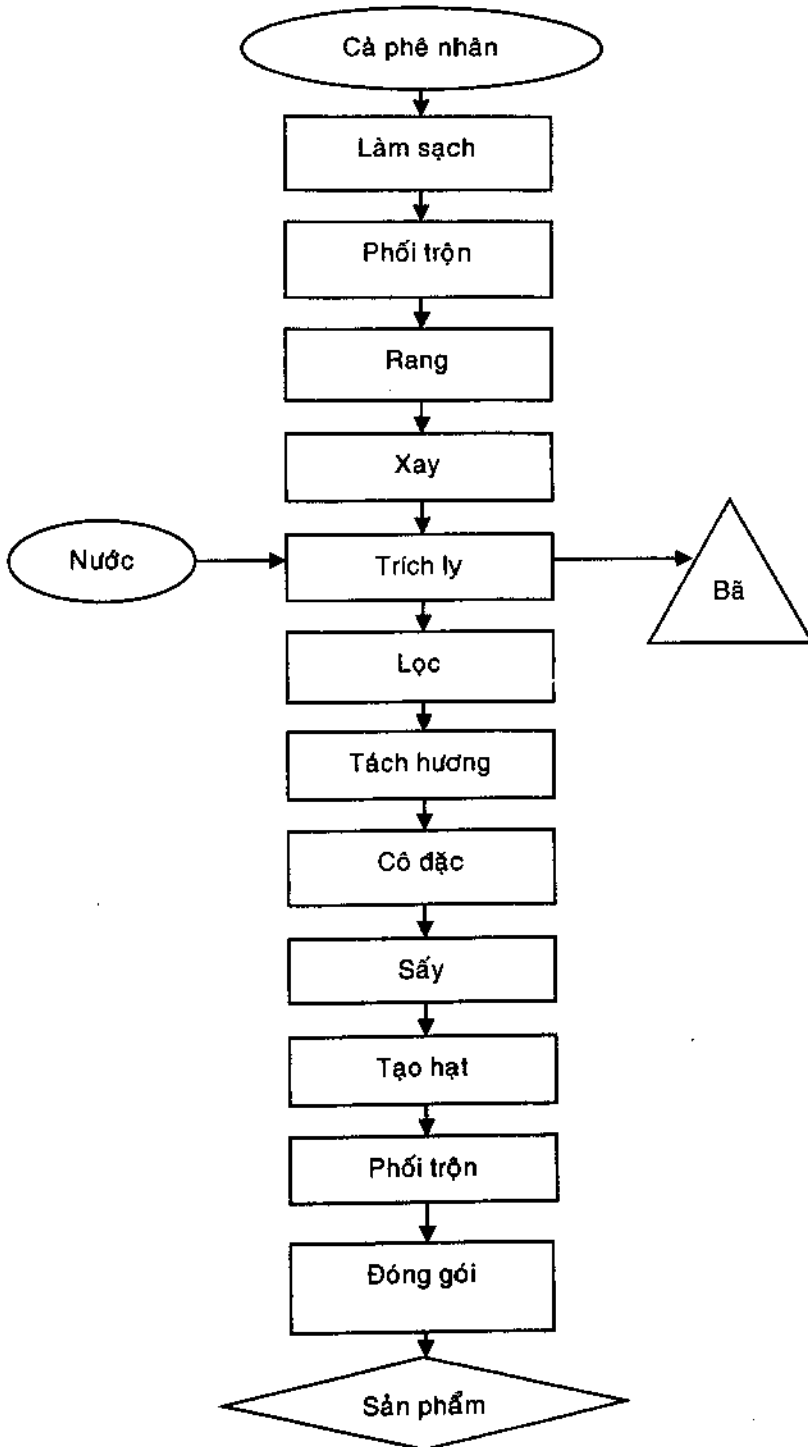 Cà phê nhân
Làm sạch
Phối trộn
Rang
Xay
Nước
Trích ly
Bã
Lọc
Tách hương
Cô đặc
Sấy
Tạo hạt
Phối trộn
Đóng gói
Sản phẩm